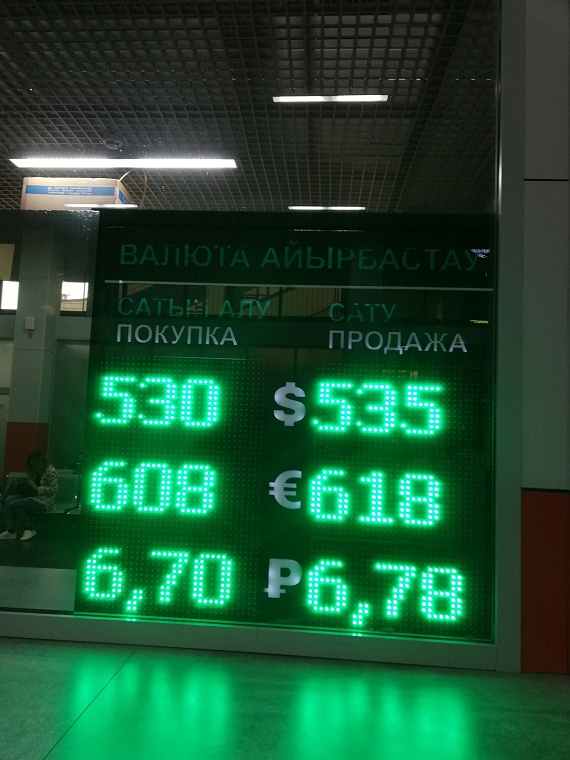 ВАЛЮТА АЙЫРБАСТАУ
САТЫП АЛУ САТУ
ПОКУПКА ПРОДАЖА
530 $ 535
608 € 618
6,70 ₽ 6,78